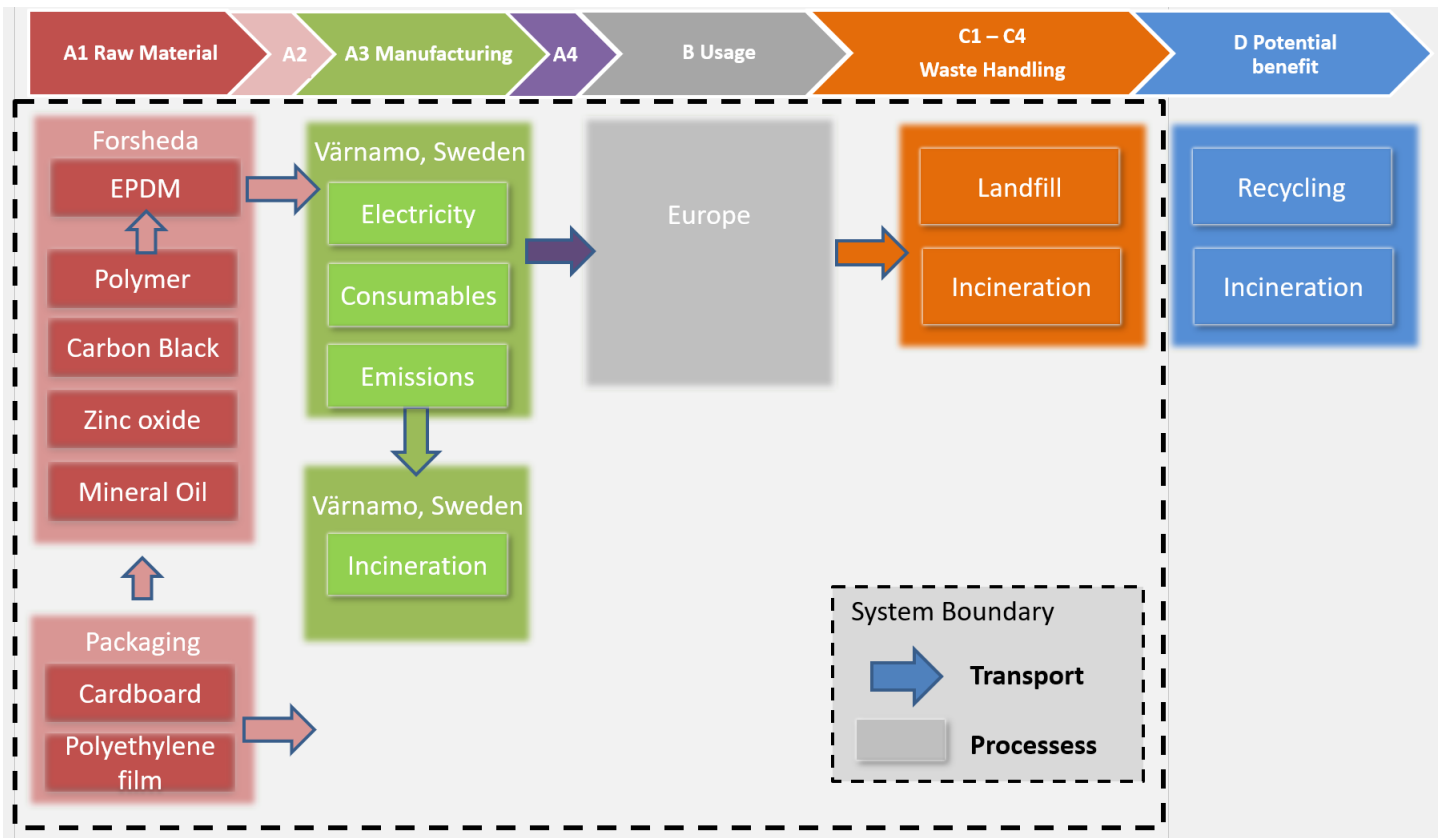 A1 Raw Material
A2
A3 Manufacturing
A4
B Usage
C1 – C4
Waste Handling
D Potential
benefit
Forsheda
EPDM
Polymer
Carbon Black
Zinc oxide
Mineral Oil
Packaging
Cardboard
Polyethylene
film
Värnamo, Sweden
Electricity
Consumables
Emissions
Värnamo, Sweden
Incineration
Europe
Landfill
Incineration
Recycling
Incineration
System Boundary
Transport
Processess